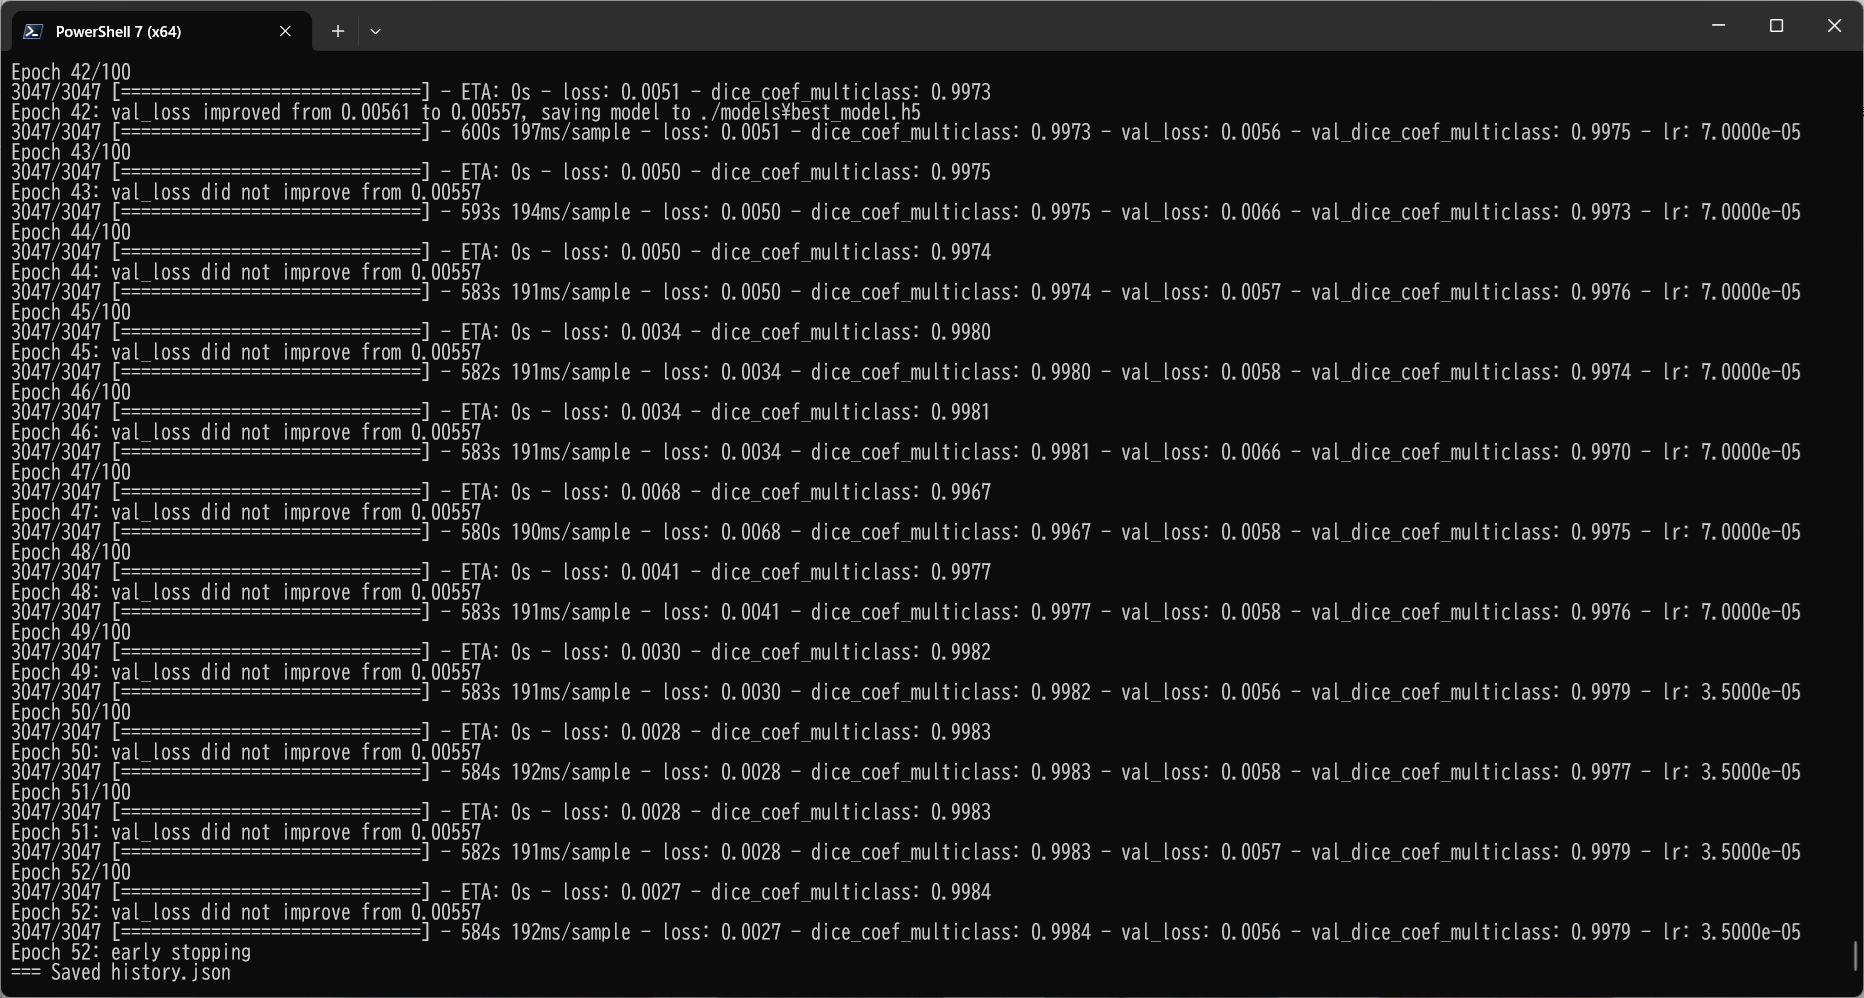 PowerShell 7 (x64)
Epoch 42/100
3047/3047 [==============================] - ETA: 0s - loss: 0.0051 - dice_coef_multiclass: 0.9973
Epoch 42: val_loss improved from 0.00561 to 0.00557, saving model to ./models¥best_model.h5
3047/3047 [==============================] - 600s 197ms/sample - loss: 0.0051 - dice_coef_multiclass: 0.9973 - val_loss: 0.0056 - val_dice_coef_multiclass: 0.9975 - lr: 7.0000e-05
Epoch 43/100
3047/3047 [==============================] - ETA: 0s - loss: 0.0050 - dice_coef_multiclass: 0.9975
Epoch 43: val_loss did not improve from 0.00557
3047/3047 [==============================] - 593s 194ms/sample - loss: 0.0050 - dice_coef_multiclass: 0.9975 - val_loss: 0.0066 - val_dice_coef_multiclass: 0.9973 - lr: 7.0000e-05
Epoch 44/100
3047/3047 [==============================] - ETA: 0s - loss: 0.0050 - dice_coef_multiclass: 0.9974
Epoch 44: val_loss did not improve from 0.00557
3047/3047 [==============================] - 583s 191ms/sample - loss: 0.0050 - dice_coef_multiclass: 0.9974 - val_loss: 0.0057 - val_dice_coef_multiclass: 0.9976 - lr: 7.0000e-05
Epoch 45/100
3047/3047 [==============================] - ETA: 0s - loss: 0.0034 - dice_coef_multiclass: 0.9980
Epoch 45: val_loss did not improve from 0.00557
3047/3047 [==============================] - 582s 191ms/sample - loss: 0.0034 - dice_coef_multiclass: 0.9980 - val_loss: 0.0058 - val_dice_coef_multiclass: 0.9974 - lr: 7.0000e-05
Epoch 46/100
3047/3047 [==============================] - ETA: 0s - loss: 0.0034 - dice_coef_multiclass: 0.9981
Epoch 46: val_loss did not improve from 0.00557
3047/3047 [==============================] - 583s 191ms/sample - loss: 0.0034 - dice_coef_multiclass: 0.9981 - val_loss: 0.0066 - val_dice_coef_multiclass: 0.9970 - lr: 7.0000e-05
Epoch 47/100
3047/3047 [==============================] - ETA: 0s - loss: 0.0068 - dice_coef_multiclass: 0.9967
Epoch 47: val_loss did not improve from 0.00557
3047/3047 [==============================] - 580s 190ms/sample - loss: 0.0068 - dice_coef_multiclass: 0.9967 - val_loss: 0.0058 - val_dice_coef_multiclass: 0.9975 - lr: 7.0000e-05
Epoch 48/100
3047/3047 [==============================] - ETA: 0s - loss: 0.0041 - dice_coef_multiclass: 0.9977
Epoch 48: val_loss did not improve from 0.00557
3047/3047 [==============================] - 583s 191ms/sample - loss: 0.0041 - dice_coef_multiclass: 0.9977 - val_loss: 0.0058 - val_dice_coef_multiclass: 0.9976 - lr: 7.0000e-05
Epoch 49/100
3047/3047 [==============================] - ETA: 0s - loss: 0.0030 - dice_coef_multiclass: 0.9982
Epoch 49: val_loss did not improve from 0.00557
3047/3047 [==============================] - 583s 191ms/sample - loss: 0.0030 - dice_coef_multiclass: 0.9982 - val_loss: 0.0056 - val_dice_coef_multiclass: 0.9979 - lr: 3.5000e-05
Epoch 50/100
3047/3047 [==============================] - ETA: 0s - loss: 0.0028 - dice_coef_multiclass: 0.9983
Epoch 50: val_loss did not improve from 0.00557
3047/3047 [==============================] - 584s 192ms/sample - loss: 0.0028 - dice_coef_multiclass: 0.9983 - val_loss: 0.0058 - val_dice_coef_multiclass: 0.9977 - lr: 3.5000e-05
Epoch 51/100
3047/3047 [==============================] - ETA: 0s - loss: 0.0028 - dice_coef_multiclass: 0.9983
Epoch 51: val_loss did not improve from 0.00557
3047/3047 [==============================] - 582s 191ms/sample - loss: 0.0028 - dice_coef_multiclass: 0.9983 - val_loss: 0.0057 - val_dice_coef_multiclass: 0.9979 - lr: 3.5000e-05
Epoch 52/100
3047/3047 [==============================] - ETA: 0s - loss: 0.0027 - dice_coef_multiclass: 0.9984
Epoch 52: val_loss did not improve from 0.00557
3047/3047 [==============================] - 584s 192ms/sample - loss: 0.0027 - dice_coef_multiclass: 0.9984 - val_loss: 0.0056 - val_dice_coef_multiclass: 0.9979 - lr: 3.5000e-05
Epoch 52: early stopping
=== Saved history.json